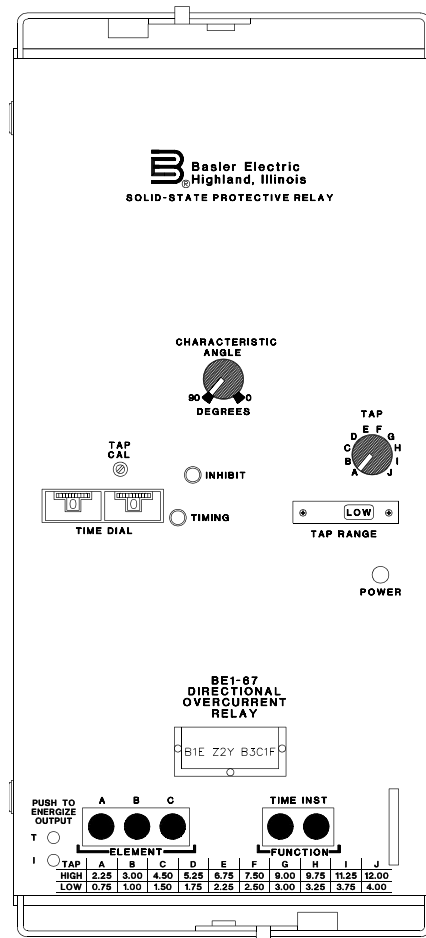 Basler Electric
® Highland, Illinois
SOLID-STATE PROTECTIVE RELAY
CHARACTERISTIC
ANGLE
90 0
DEGREES
TAP
A B C D E F G H I J
TAP
CAL
INHIBIT
0 0
TIMING
TIME DIAL
LOW
TAP RANGE
POWER
BE1-67
DIRECTIONAL
OVERCURRENT
RELAY
B1E Z2Y B3C1F
PUSH TO
ENERGIZE
OUTPUT
T
I
A B C
ELEMENT
TIME INST
FUNCTION
TAP A B C D E F G H I J
HIGH 2.25 3.00 4.50 5.25 6.75 7.50 9.00 9.75 11.25 12.00
LOW 0.75 1.00 1.50 1.75 2.25 2.50 3.00 3.25 3.75 4.00